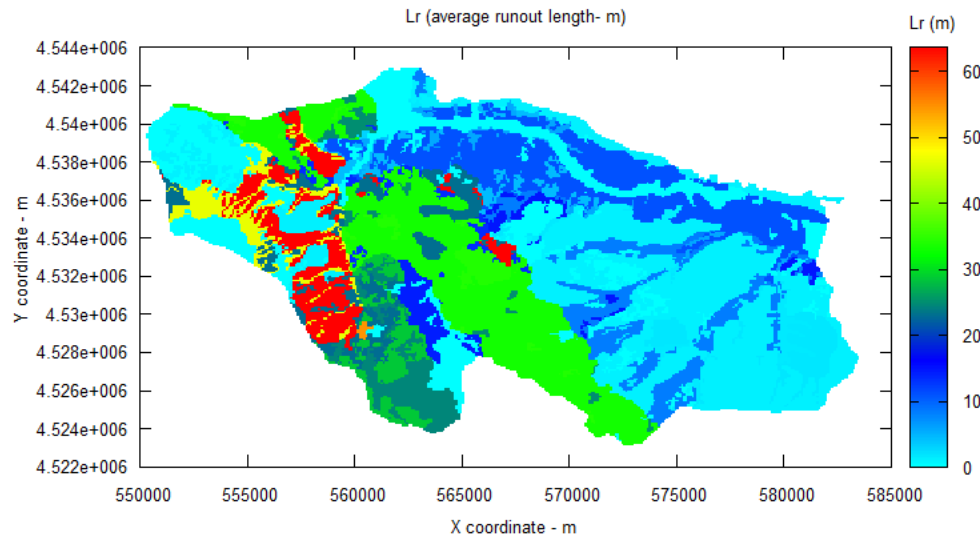 Lr (average runout length- m)
Lr (m)
4.544e+006
4.542e+006
4.54e+006
4.538e+006
4.536e+006
4.534e+006
4.532e+006
4.53e+006
4.528e+006
4.526e+006
4.524e+006
4.522e+006
Y coordinate - m
60
50
40
30
20
10
0
550000 555000 560000 565000 570000 575000 580000 585000
X coordinate - m